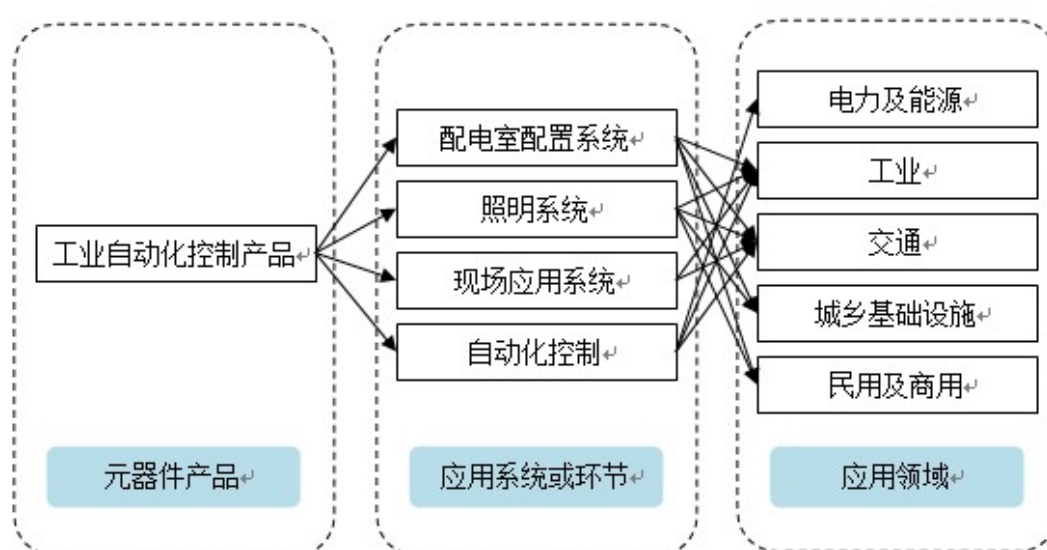 工业自动化控制产品
元器件产品
配电室配置系统
照明系统
现场应用系统
自动化控制
应用系统或环节
电力及能源
工业
交通
城乡基础设施
民用及商用
应用领域